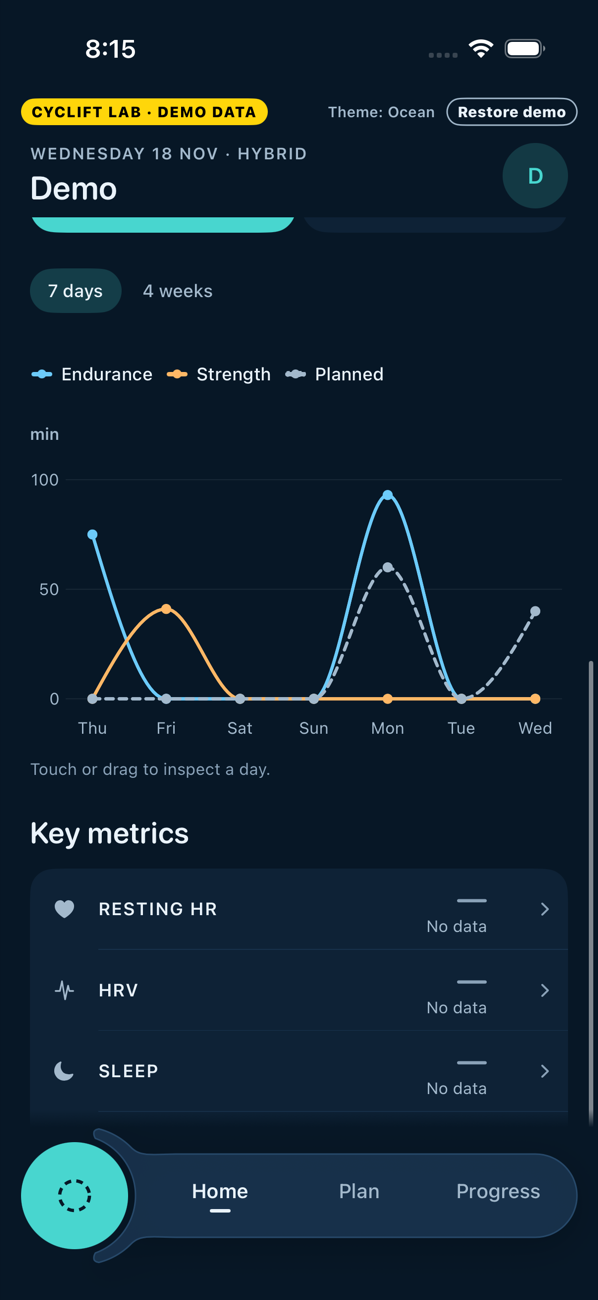 8:15
CYCLIFT LAB · DEMO DATA
Theme: Ocean
Restore demo
WEDNESDAY 18 NOV · HYBRID
Demo
D
7 days
4 weeks
Endurance
Strength
Planned
min
100
50
0
Thu Fri Sat Sun Mon Tue Wed
Touch or drag to inspect a day.
Key metrics
RESTING HR
No data
HRV
No data
SLEEP
No data
Home
Plan
Progress